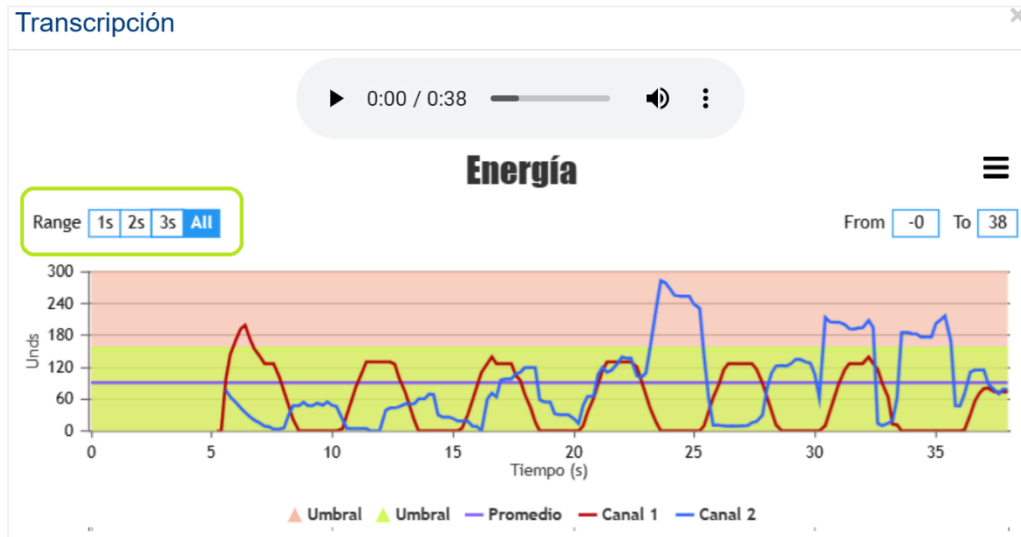 Transcripción
×
0:00 / 0:38
Energía
Range 1s 2s 3s All
From -0 To 38
300
240
180
120
60
0
Unds
0 5 10 15 20 25 30 35
Tiempo (s)
Umbral Umbral Promedio Canal 1 Canal 2